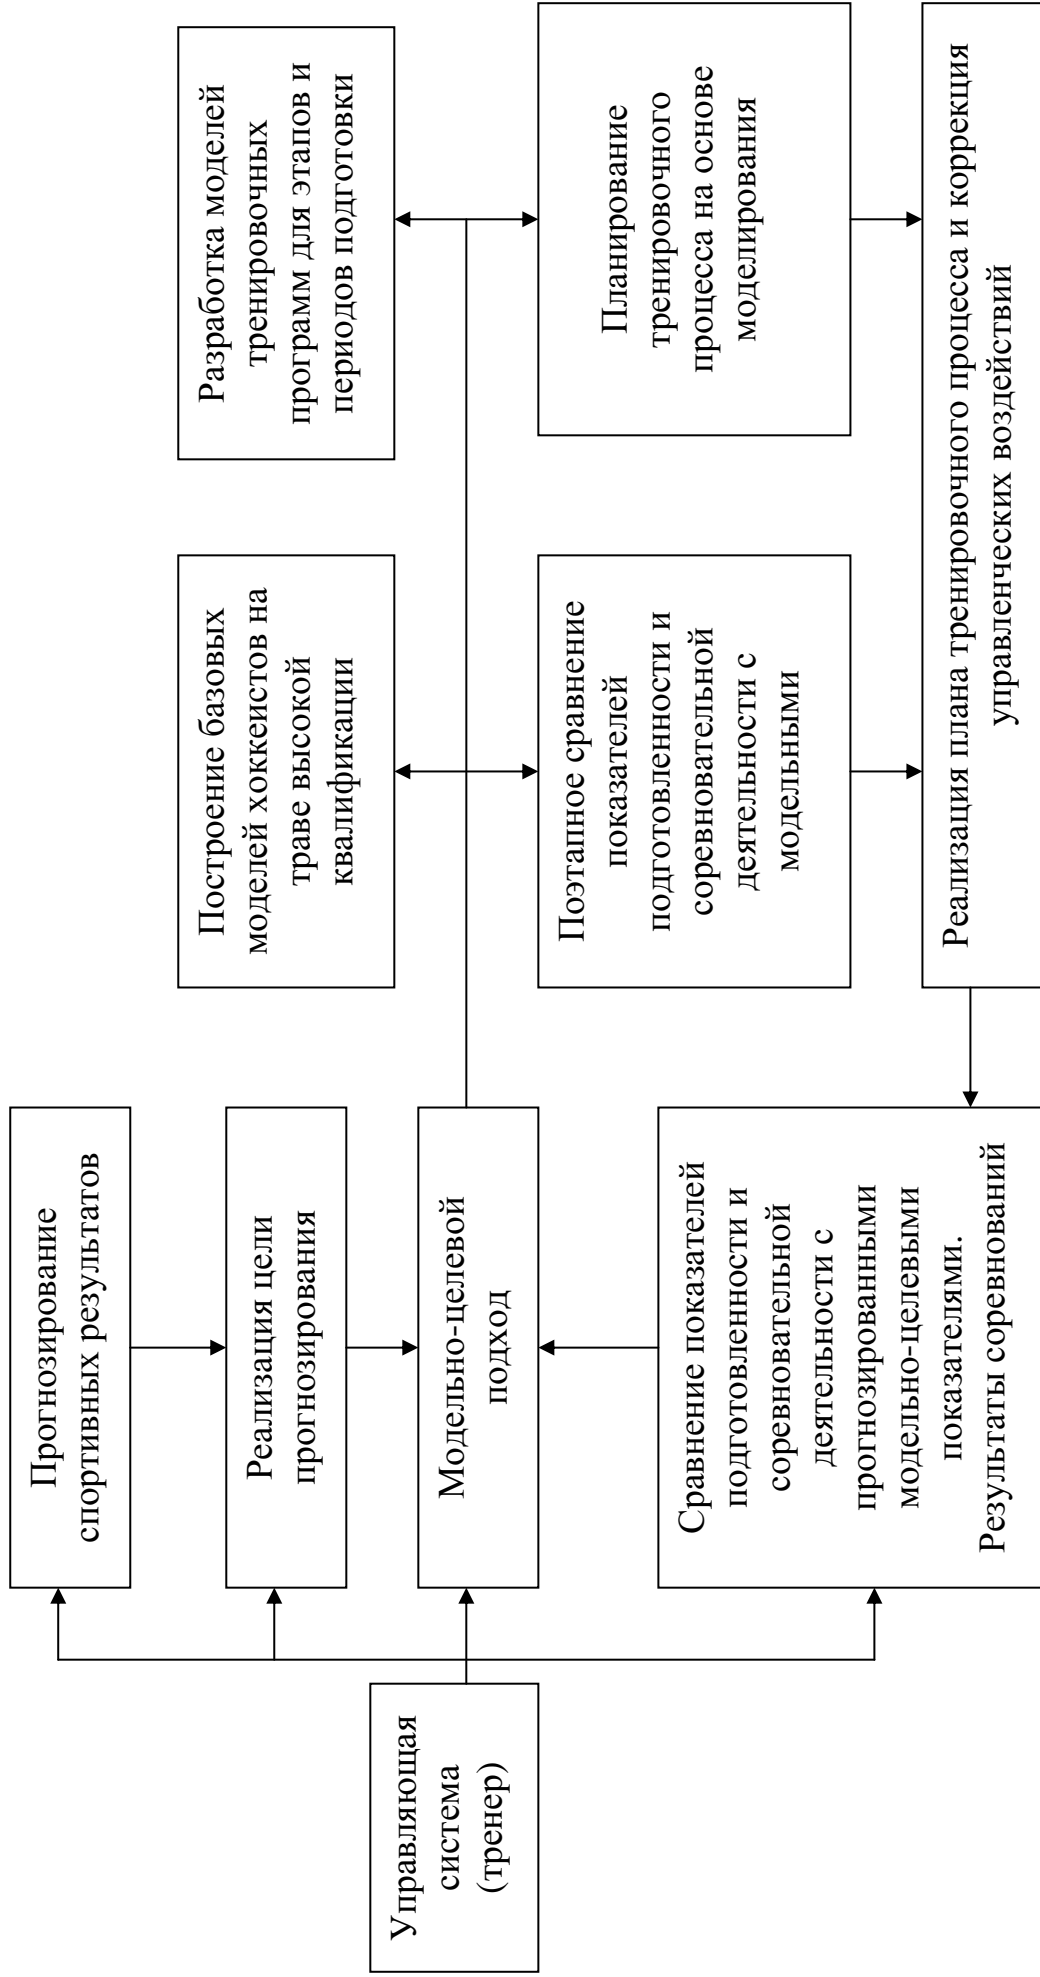 Прогнозирование
спортивных результатов
Реализация цели
прогнозирования
Модельно-целевой
подход
Сравнение показателей
подготовленности и
соревновательной
деятельности с
прогнозированными
модельно-целевыми
показателями.
Результаты соревнований
Управляющая
система
(тренер)
Построение базовых
моделей хоккеистов на
траве высокой
квалификации
Поэтапное сравнение
показателей
подготовленности и
соревновательной
деятельности с
модельными
Разработка моделей
тренировочных
программ для этапов и
периодов подготовки
Планирование
тренировочного
процесса на основе
моделирования
Реализация плана тренировочного процесса и коррекция
управленческих воздействий